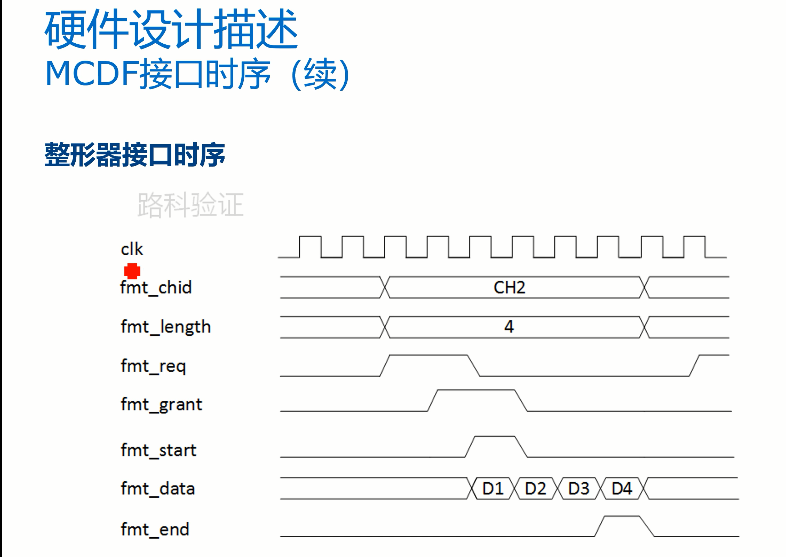 硬件设计描述
MCDF接口时序（续）
整形器接口时序
路科验证
clk
fmt_chid CH2
fmt_length 4
fmt_req
fmt_grant
fmt_start
fmt_data D1 D2 D3 D4
fmt_end